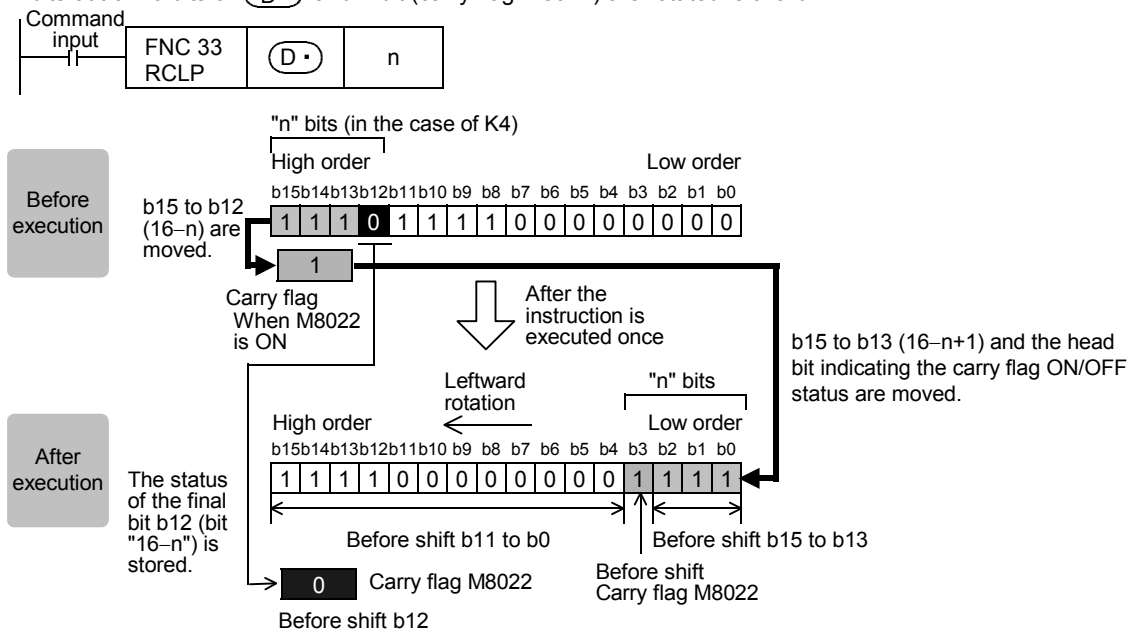 Command
input
FNC 33
RCLP
D·
n
"n" bits (in the case of K4)
High order
Low order
b15b14b13b12b11b10 b9 b8 b7 b6 b5 b4 b3 b2 b1 b0
Before
execution
b15 to b12
(16–n) are
moved.
1 1 1 0 1 1 1 1 0 0 0 0 0 0 0 0
1
Carry flag
When M8022
is ON
After the
instruction is
executed once
b15 to b13 (16–n+1) and the head
bit indicating the carry flag ON/OFF
status are moved.
Leftward
rotation
"n" bits
High order
Low order
b15b14b13b12b11b10 b9 b8 b7 b6 b5 b4 b3 b2 b1 b0
After
execution
1 1 1 1 0 0 0 0 0 0 0 0 1 1 1 1
The status
of the final
bit b12 (bit
"16–n") is
stored.
Before shift b11 to b0
Before shift b15 to b13
Before shift
Carry flag M8022
0
Carry flag M8022
Before shift b12